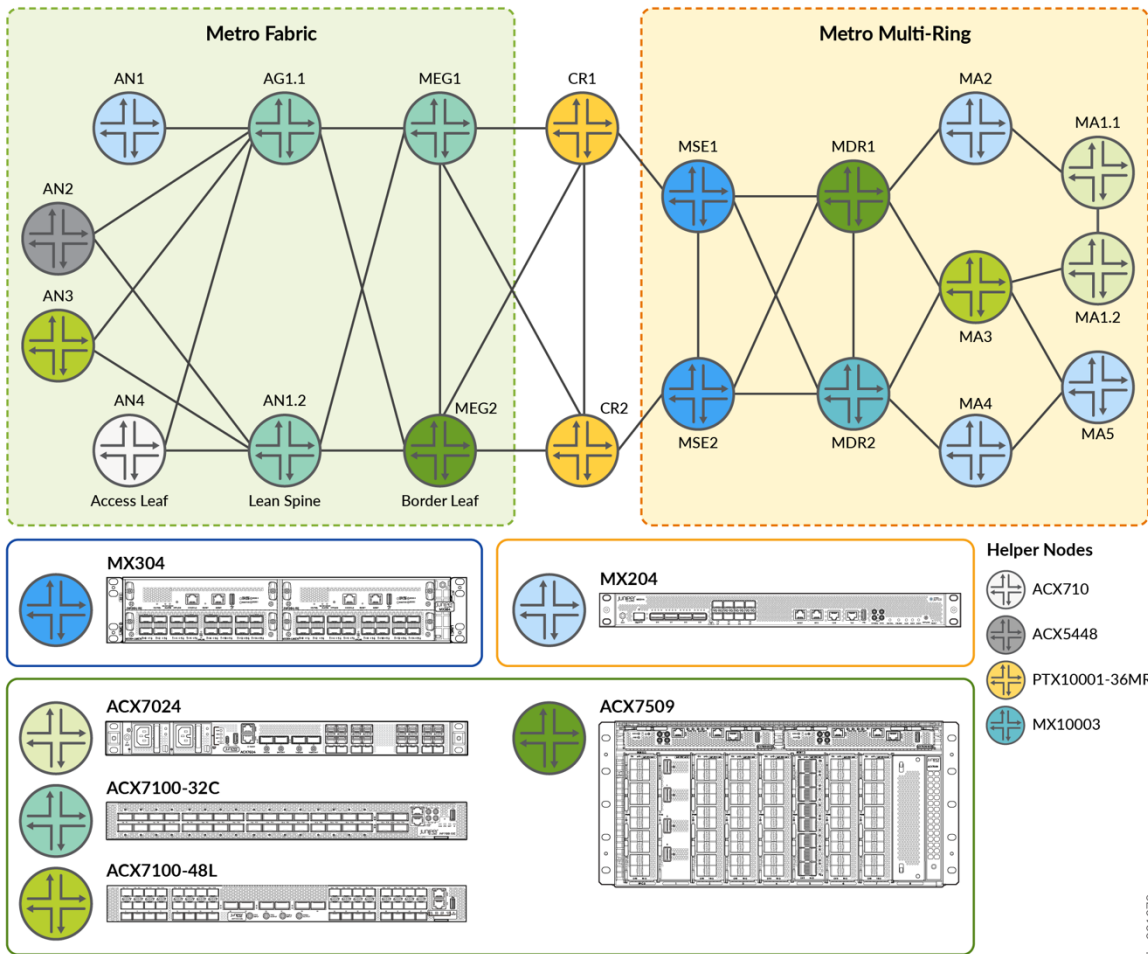 Metro Fabric
Metro Multi-Ring
AN1
AG1.1
MEG1
CR1
MA2
MA1.1
MSE1
MDR1
AN2
AN3
MA3
MA1.2
AN4
AN1.2
MEG2
CR2
MSE2
MDR2
MA4
MA5
Access Leaf
Lean Spine
Border Leaf
MX304
MX204
Helper Nodes
ACX710
ACX5448
PTX10001-36MR
MX10003
ACX7024
ACX7509
ACX7100-32C
ACX7100-48L